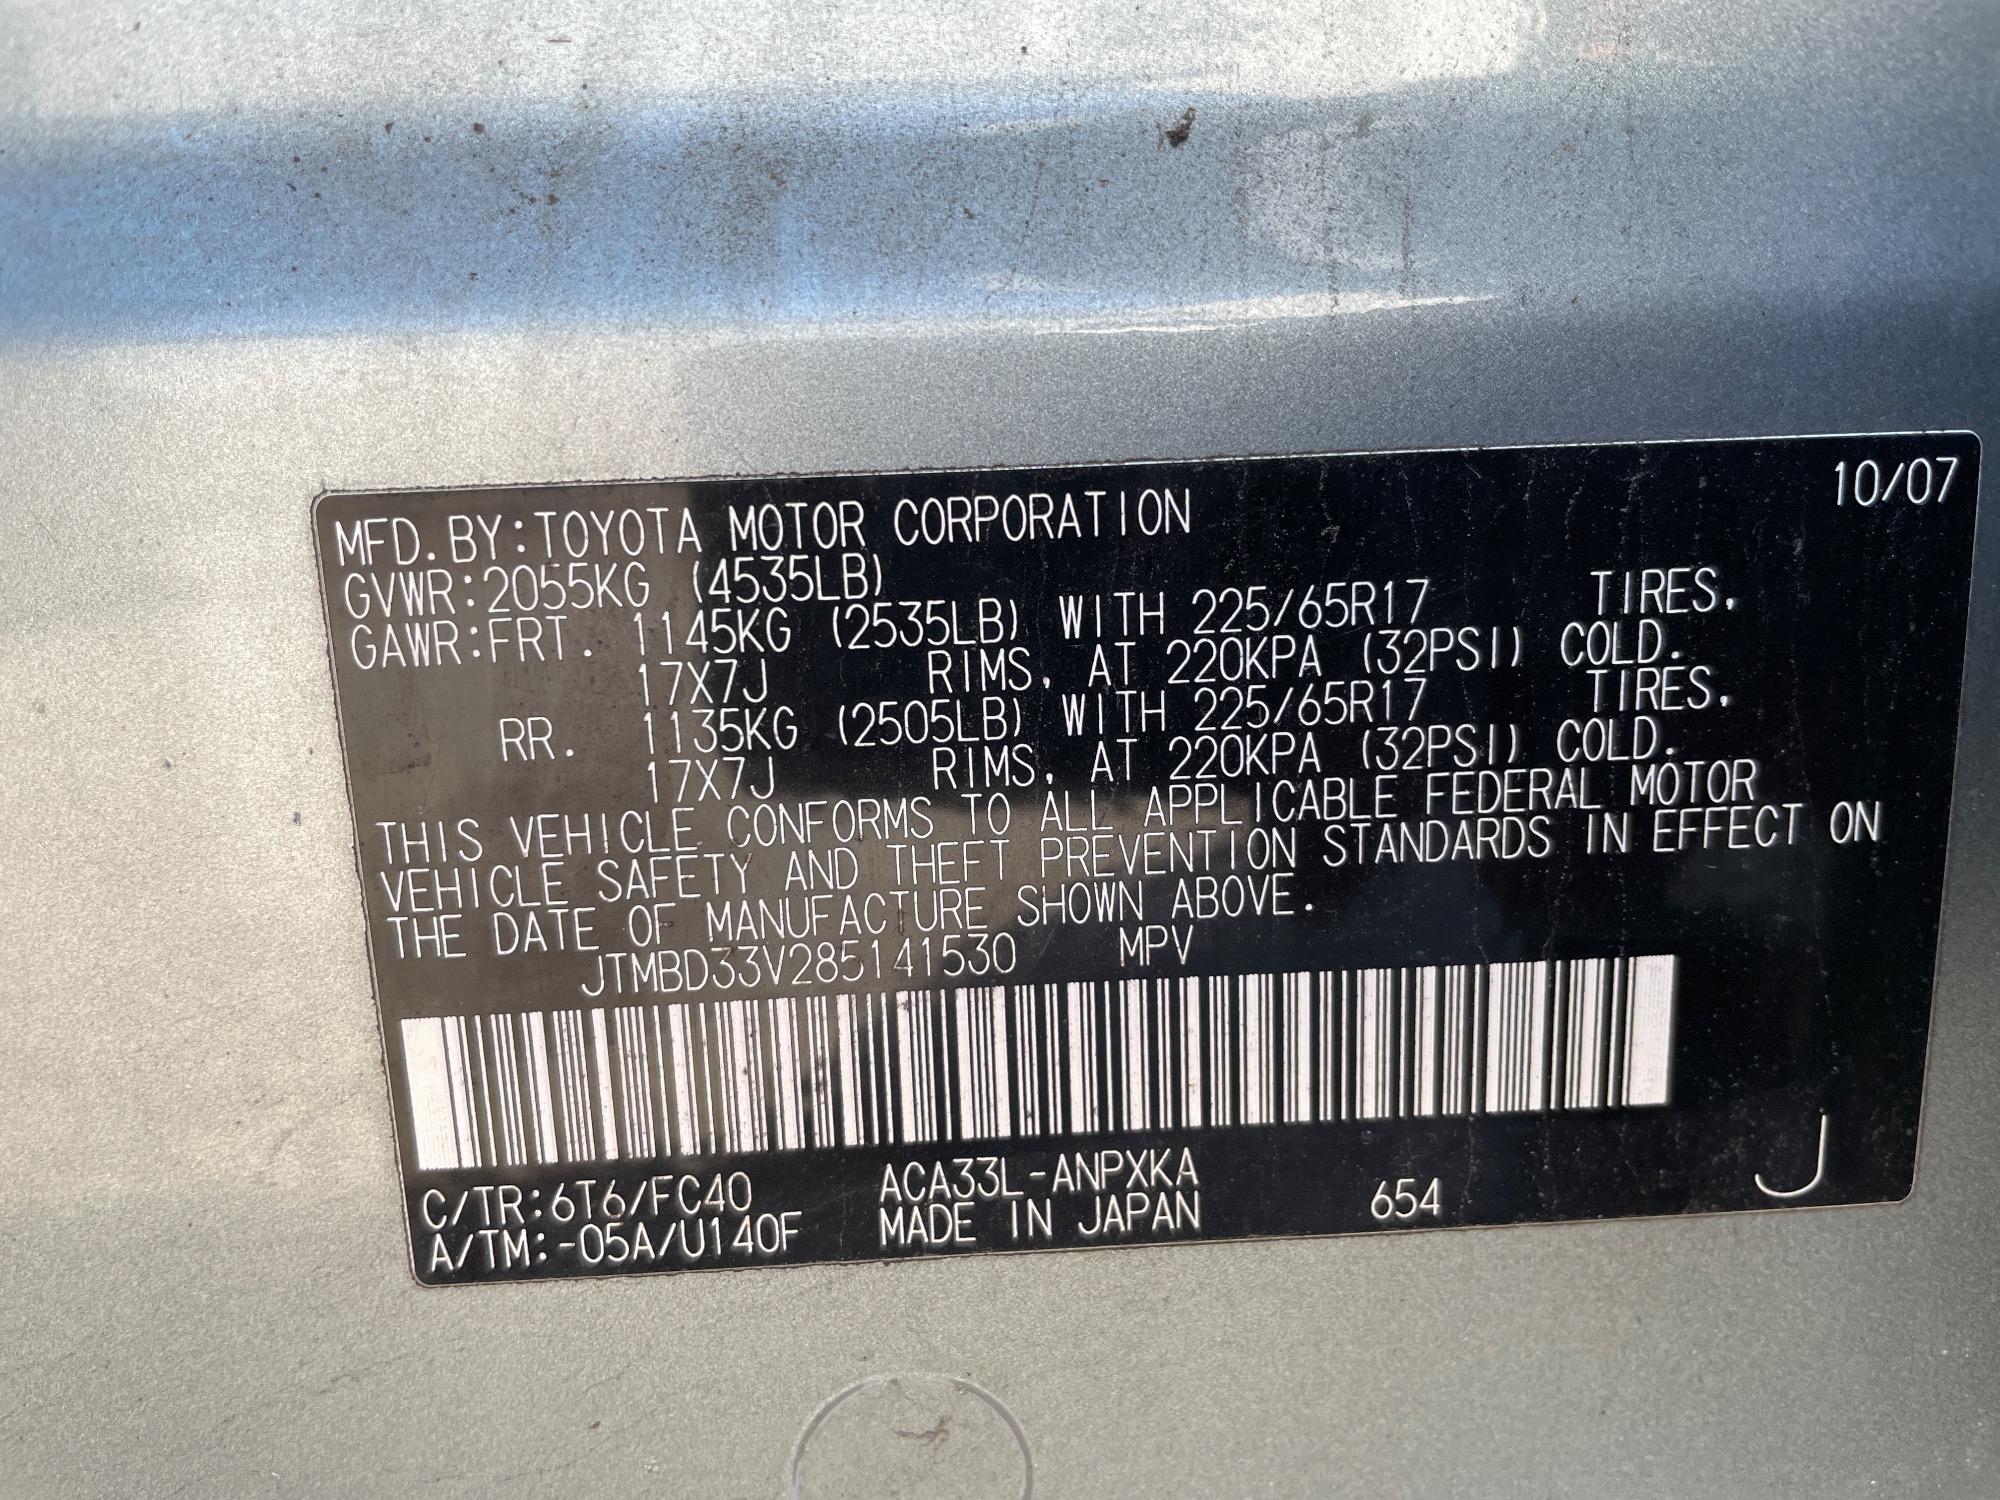 10/07
MFD. BY:TOYOTA MOTOR CORPORATION
GVWR:2055KG (4535LB)
GAWR:FRT. 1145KG (2535LB) WITH 225/65R17 TIRES,
17X7J RIMS, AT 220KPA (32PSI) COLD.
RR. 1135KG (2505LB) WITH 225/65R17 TIRES,
17X7J RIMS, AT 220KPA (32PSI) COLD.
THIS VEHICLE CONFORMS TO ALL APPLICABLE FEDERAL MOTOR
VEHICLE SAFETY AND THEFT PREVENTION STANDARDS IN EFFECT ON
THE DATE OF MANUFACTURE SHOWN ABOVE.
JTMBD33V285141530 MPV
C/TR:6T6/FC40 ACA33L-ANPXKA 654 J
A/TM:-05A/U140F MADE IN JAPAN